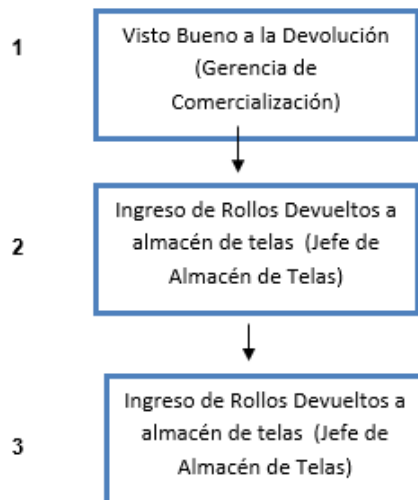 1
Visto Bueno a la Devolución
(Gerencia de
Comercialización)
2
Ingreso de Rollos Devueltos a
almacén de telas (Jefe de
Almacén de Telas)
3
Ingreso de Rollos Devueltos a
almacén de telas (Jefe de
Almacén de Telas)